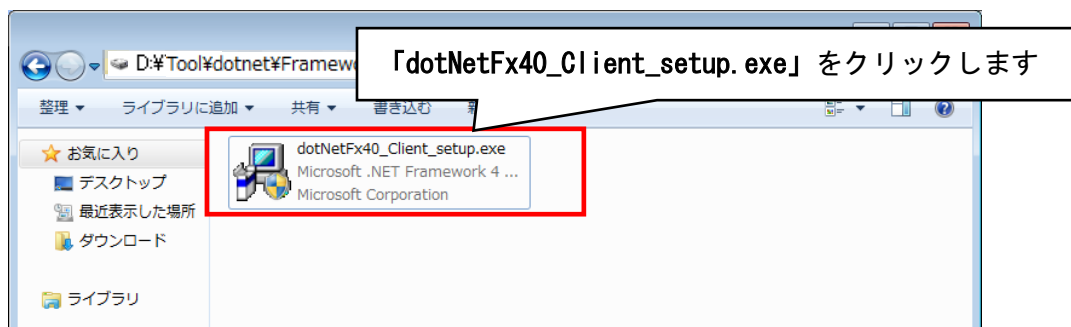 「dotNetFx40_Client_setup.exe」をクリックします
D:¥Tool¥dotnet¥Framew
整理 ライブラリに追加 共有 書き込む
お気に入り
デスクトップ
最近表示した場所
ダウンロード
ライブラリ
dotNetFx40_Client_setup.exe
Microsoft .NET Framework 4 ...
Microsoft Corporation